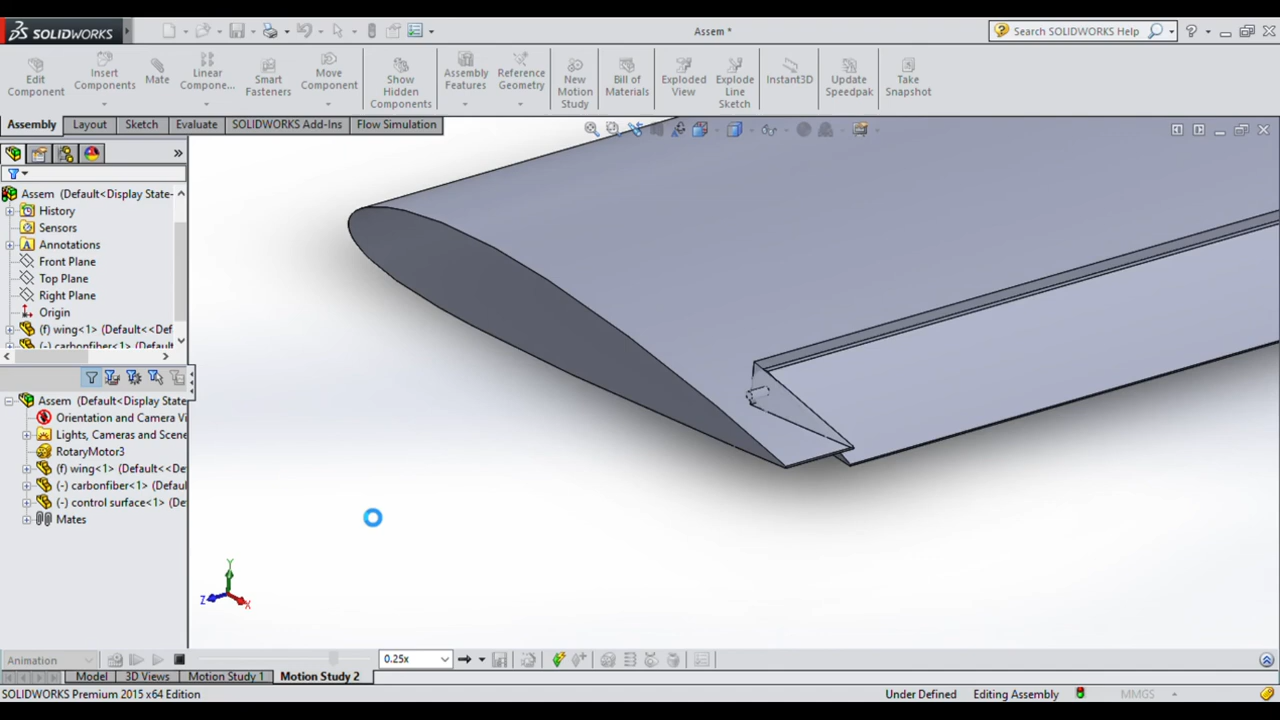 SOLIDWORKS
Assem *
Search SOLIDWORKS Help
Edit Component
Insert Components
Mate
Linear Compone...
Smart Fasteners
Move Component
Show Hidden Components
Assembly Features
Reference Geometry
New Motion Study
Bill of Materials
Exploded View
Explode Line Sketch
Instant3D
Update Speedpak
Take Snapshot
Assembly Layout Sketch Evaluate SOLIDWORKS Add-Ins Flow Simulation
Assem (Default<Display State-
History
Sensors
Annotations
Front Plane
Top Plane
Right Plane
Origin
(f) wing<1> (Default<<Def
(-) carbonfiber<1> (Default
Assem (Default<Display State-
Orientation and Camera Vi
Lights, Cameras and Scene
RotaryMotor3
(f) wing<1> (Default<<Def
(-) carbonfiber<1> (Defaul
(-) control surface<1> (De
Mates
Y
Z
X
Animation
0.25x
Model 3D Views Motion Study 1 Motion Study 2
SOLIDWORKS Premium 2015 x64 Edition
Under Defined Editing Assembly MMGS